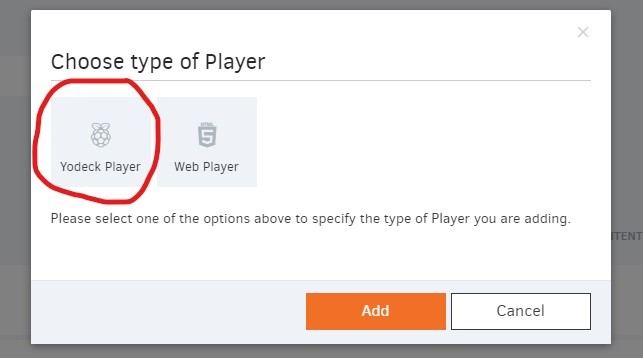 Choose type of Player
HTML
5
Yodeck Player
Web Player
Please select one of the options above to specify the type of Player you are adding.
Add
Cancel